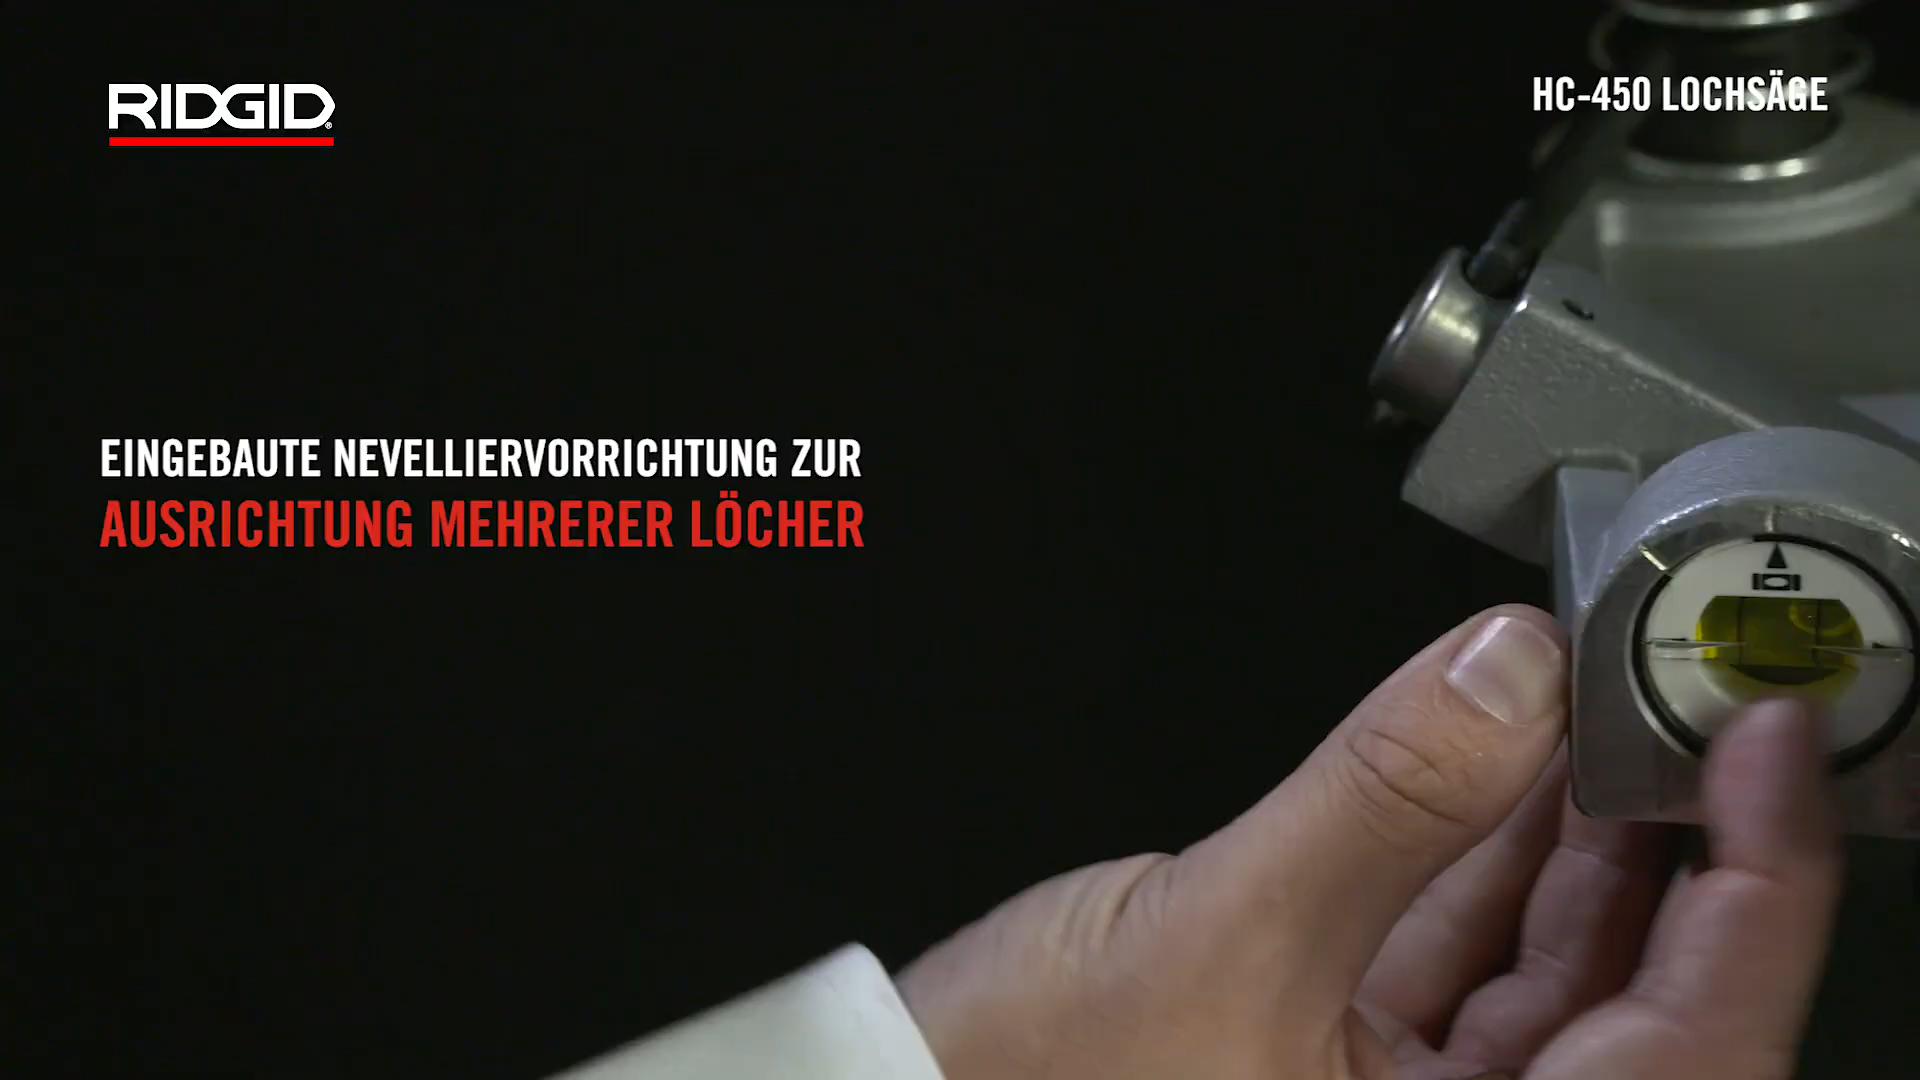 RIDGID®
HC-450 LOCHSÄGE
EINGEBAUTE NEVELLIERVORRICHTUNG ZUR
AUSRICHTUNG MEHRERER LÖCHER